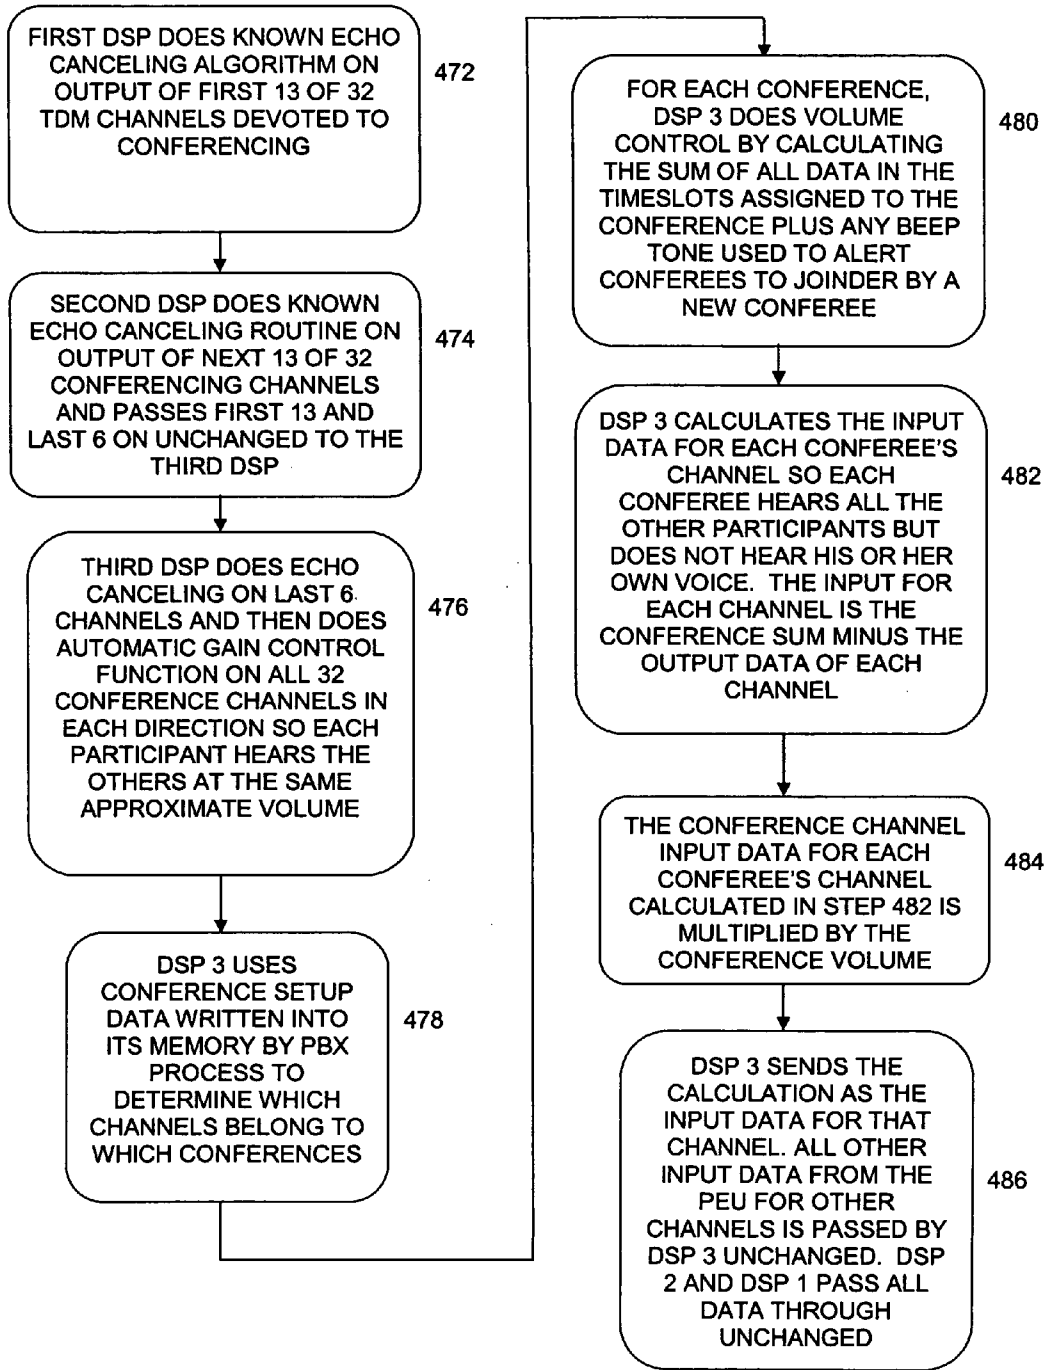 FIRST DSP DOES KNOWN ECHO
CANCELING ALGORITHM ON
OUTPUT OF FIRST 13 OF 32
TDM CHANNELS DEVOTED TO
CONFERENCING
472
SECOND DSP DOES KNOWN
ECHO CANCELING ROUTINE ON
OUTPUT OF NEXT 13 OF 32
CONFERENCING CHANNELS
AND PASSES FIRST 13 AND
LAST 6 ON UNCHANGED TO THE
THIRD DSP
474
THIRD DSP DOES ECHO
CANCELING ON LAST 6
CHANNELS AND THEN DOES
AUTOMATIC GAIN CONTROL
FUNCTION ON ALL 32
CONFERENCE CHANNELS IN
EACH DIRECTION SO EACH
PARTICIPANT HEARS THE
OTHERS AT THE SAME
APPROXIMATE VOLUME
476
DSP 3 USES
CONFERENCE SETUP
DATA WRITTEN INTO
ITS MEMORY BY PBX
PROCESS TO
DETERMINE WHICH
CHANNELS BELONG TO
WHICH CONFERENCES
478
FOR EACH CONFERENCE,
DSP 3 DOES VOLUME
CONTROL BY CALCULATING
THE SUM OF ALL DATA IN THE
TIMESLOTS ASSIGNED TO THE
CONFERENCE PLUS ANY BEEP
TONE USED TO ALERT
CONFEREES TO JOINDER BY A
NEW CONFEREE
480
DSP 3 CALCULATES THE INPUT
DATA FOR EACH CONFEREE'S
CHANNEL SO EACH
CONFEREE HEARS ALL THE
OTHER PARTICIPANTS BUT
DOES NOT HEAR HIS OR HER
OWN VOICE. THE INPUT FOR
EACH CHANNEL IS THE
CONFERENCE SUM MINUS THE
OUTPUT DATA OF EACH
CHANNEL
482
THE CONFERENCE CHANNEL
INPUT DATA FOR EACH
CONFEREE'S CHANNEL
CALCULATED IN STEP 482 IS
MULTIPLIED BY THE
CONFERENCE VOLUME
484
DSP 3 SENDS THE
CALCULATION AS THE
INPUT DATA FOR THAT
CHANNEL. ALL OTHER
INPUT DATA FROM THE
PEU FOR OTHER
CHANNELS IS PASSED BY
DSP 3 UNCHANGED. DSP
2 AND DSP 1 PASS ALL
DATA THROUGH
UNCHANGED
486